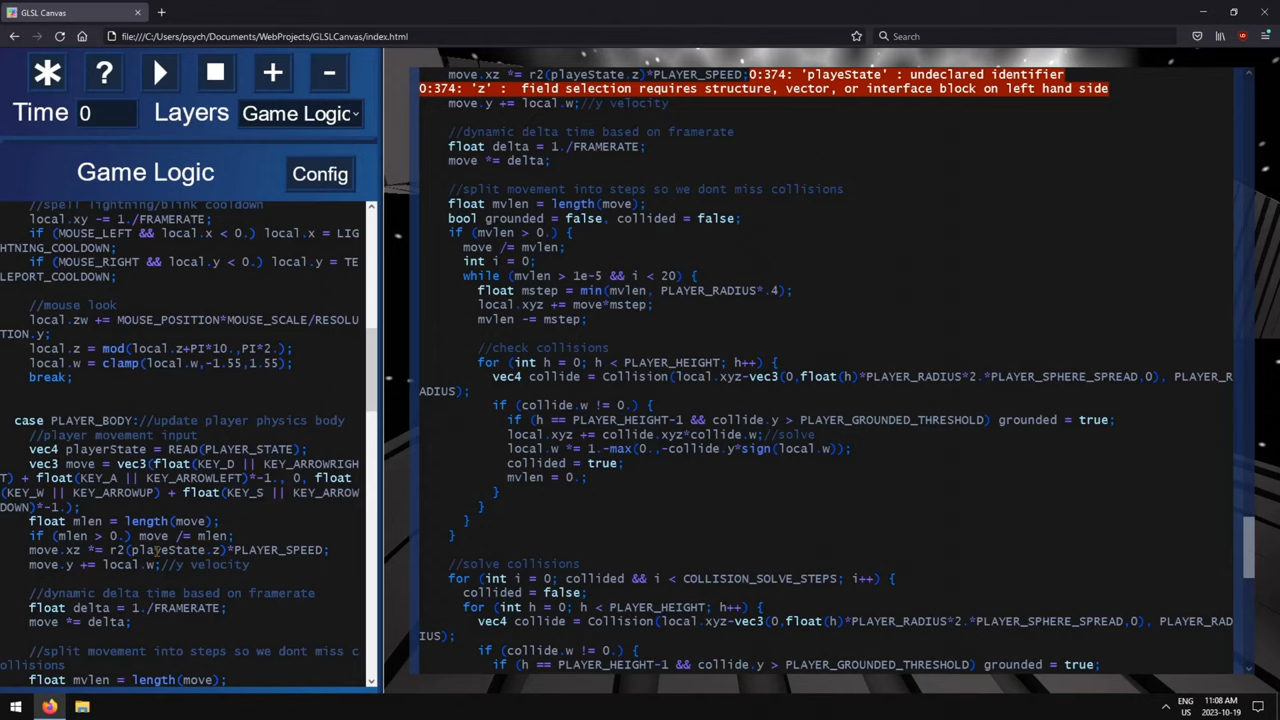 GLSL Canvas
file:///C:/Users/psych/Documents/WebProjects/GLSLCanvas/index.html
Search
* ? + -
Time 0 Layers Game Logic
Game Logic
Config
//spell lightning/blink cooldown
local.xy -= 1./FRAMERATE;
if (MOUSE_LEFT && local.x < 0.) local.x = LIG
HTNING_COOLDOWN;
if (MOUSE_RIGHT && local.y < 0.) local.y = TE
LEPORT_COOLDOWN;
//mouse look
local.zw += MOUSE_POSITION*MOUSE_SCALE/RESOLU
TION.y;
local.z = mod(local.z+PI*10.,PI*2.);
local.w = clamp(local.w,-1.55,1.55);
break;
case PLAYER_BODY://update player physics body
//player movement input
vec4 playerState = READ(PLAYER_STATE);
vec3 move = vec3(float(KEY_D || KEY_ARROWRIGH
T) + float(KEY_A || KEY_ARROWLEFT)*-1., 0, float
(KEY_W || KEY_ARROWUP) + float(KEY_S || KEY_ARROW
DOWN)*-1.);
float mlen = length(move);
if (mlen > 0.) move /= mlen;
move.xz *= r2(playeState.z)*PLAYER_SPEED;
move.y += local.w;//y velocity
//dynamic delta time based on framerate
float delta = 1./FRAMERATE;
move *= delta;
//split movement into steps so we dont miss c
ollisions
float mvlen = length(move);
move.xz *= r2(playeState.z)*PLAYER_SPEED;0:374: 'playeState' : undeclared identifier
0:374: 'z' :  field selection requires structure, vector, or interface block on left hand side
move.y += local.w;//y velocity
//dynamic delta time based on framerate
float delta = 1./FRAMERATE;
move *= delta;
//split movement into steps so we dont miss collisions
float mvlen = length(move);
bool grounded = false, collided = false;
if (mvlen > 0.) {
move /= mvlen;
int i = 0;
while (mvlen > 1e-5 && i < 20) {
float mstep = min(mvlen, PLAYER_RADIUS*.4);
local.xyz += move*mstep;
mvlen -= mstep;
//check collisions
for (int h = 0; h < PLAYER_HEIGHT; h++) {
vec4 collide = Collision(local.xyz-vec3(0,float(h)*PLAYER_RADIUS*2.*PLAYER_SPHERE_SPREAD,0), PLAYER_R
ADIUS);
if (collide.w != 0.) {
if (h == PLAYER_HEIGHT-1 && collide.y > PLAYER_GROUNDED_THRESHOLD) grounded = true;
local.xyz += collide.xyz*collide.w;//solve
local.w *= 1.-max(0.,-collide.y*sign(local.w));
collided = true;
mvlen = 0.;
}
}
}
}
//solve collisions
for (int i = 0; collided && i < COLLISION_SOLVE_STEPS; i++) {
collided = false;
for (int h = 0; h < PLAYER_HEIGHT; h++) {
vec4 collide = Collision(local.xyz-vec3(0,float(h)*PLAYER_RADIUS*2.*PLAYER_SPHERE_SPREAD,0), PLAYER_RAD
IUS);
if (collide.w != 0.) {
if (h == PLAYER_HEIGHT-1 && collide.y > PLAYER_GROUNDED_THRESHOLD) grounded = true;
ENG
US
11:08 AM
2023-10-19